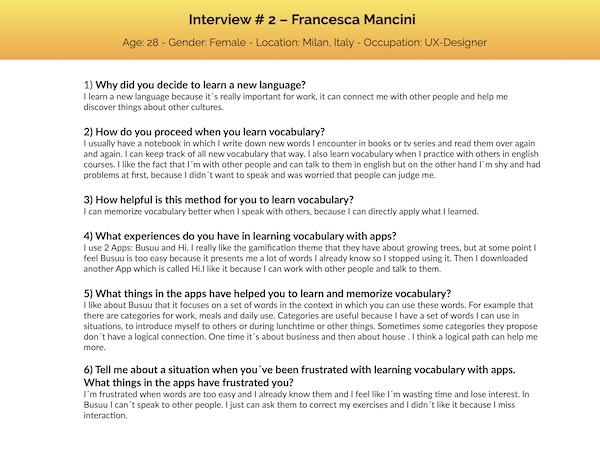 Interview # 2 – Francesca Mancini
Age: 28 - Gender: Female - Location: Milan, Italy - Occupation: UX-Designer
1) Why did you decide to learn a new language?
I learn a new language because it´s really important for work, it can connect me with other people and help me
discover things about other cultures.
2) How do you proceed when you learn vocabulary?
I usually have a notebook in which I write down new words I encounter in books or tv series and read them over again
and again. I can keep track of all new vocabulary that way. I also learn vocabulary when I practice with others in english
courses. I like the fact that I´m with other people and can talk to them in english but on the other hand I`m shy and had
problems at first, because I didn´t want to speak and was worried that people can judge me.
3) How helpful is this method for you to learn vocabulary?
I can memorize vocabulary better when I speak with others, because I can directly apply what I learned.
4) What experiences do you have in learning vocabulary with apps?
I use 2 Apps: Busuu and Hi. I really like the gamification theme that they have about growing trees, but at some point I
feel Busuu is too easy because it presents me a lot of words I already know so I stopped using it. Then I downloaded
another App which is called Hi.I like it because I can work with other people and talk to them.
5) What things in the apps have helped you to learn and memorize vocabulary?
I like about Busuu that it focuses on a set of words in the context in which you can use these words. For example that
there are categories for work, meals and daily use. Categories are useful because I have a set of words I can use in
situations, to introduce myself to others or during lunchtime or other things. Sometimes some categories they propose
don´t have a logical connection. One time it´s about business and then about house . I think a logical path can help me
more.
6) Tell me about a situation when you´ve been frustrated with learning vocabulary with apps.
What things in the apps have frustrated you?
I´m frustrated when words are too easy and I already know them and I feel like I´m wasting time and lose interest. In
Busuu I can´t speak to other people. I just can ask them to correct my exercises and I didn´t like it because I miss
interaction.